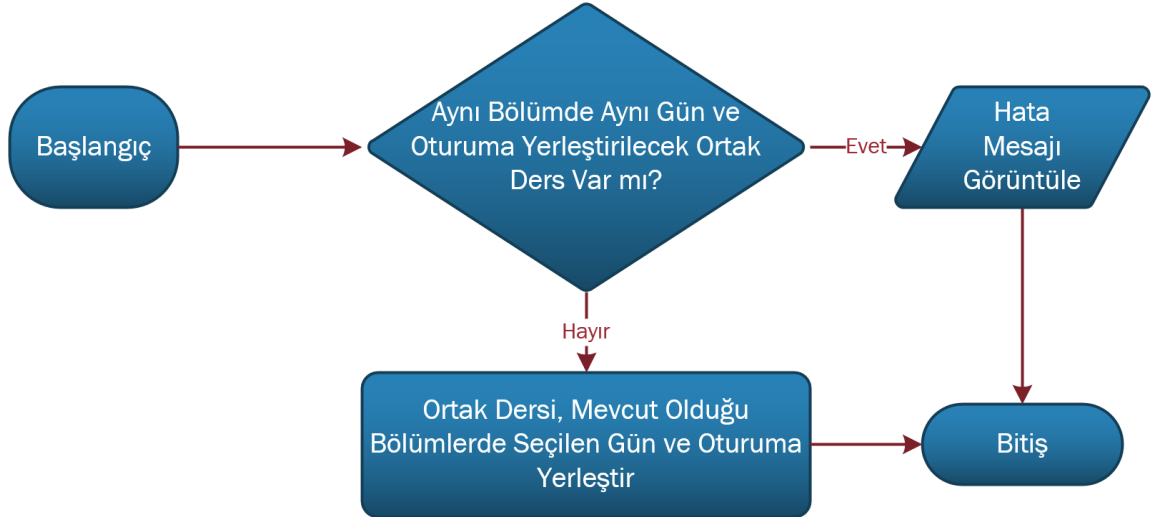 Başlangıç
Aynı Bölümde Aynı Gün ve
Oturuma Yerleştirilecek Ortak
Ders Var mı?
Evet
Hata
Mesajı
Görüntüle
Hayır
Ortak Dersi, Mevcut Olduğu
Bölümlerde Seçilen Gün ve Oturuma
Yerleştir
Bitiş